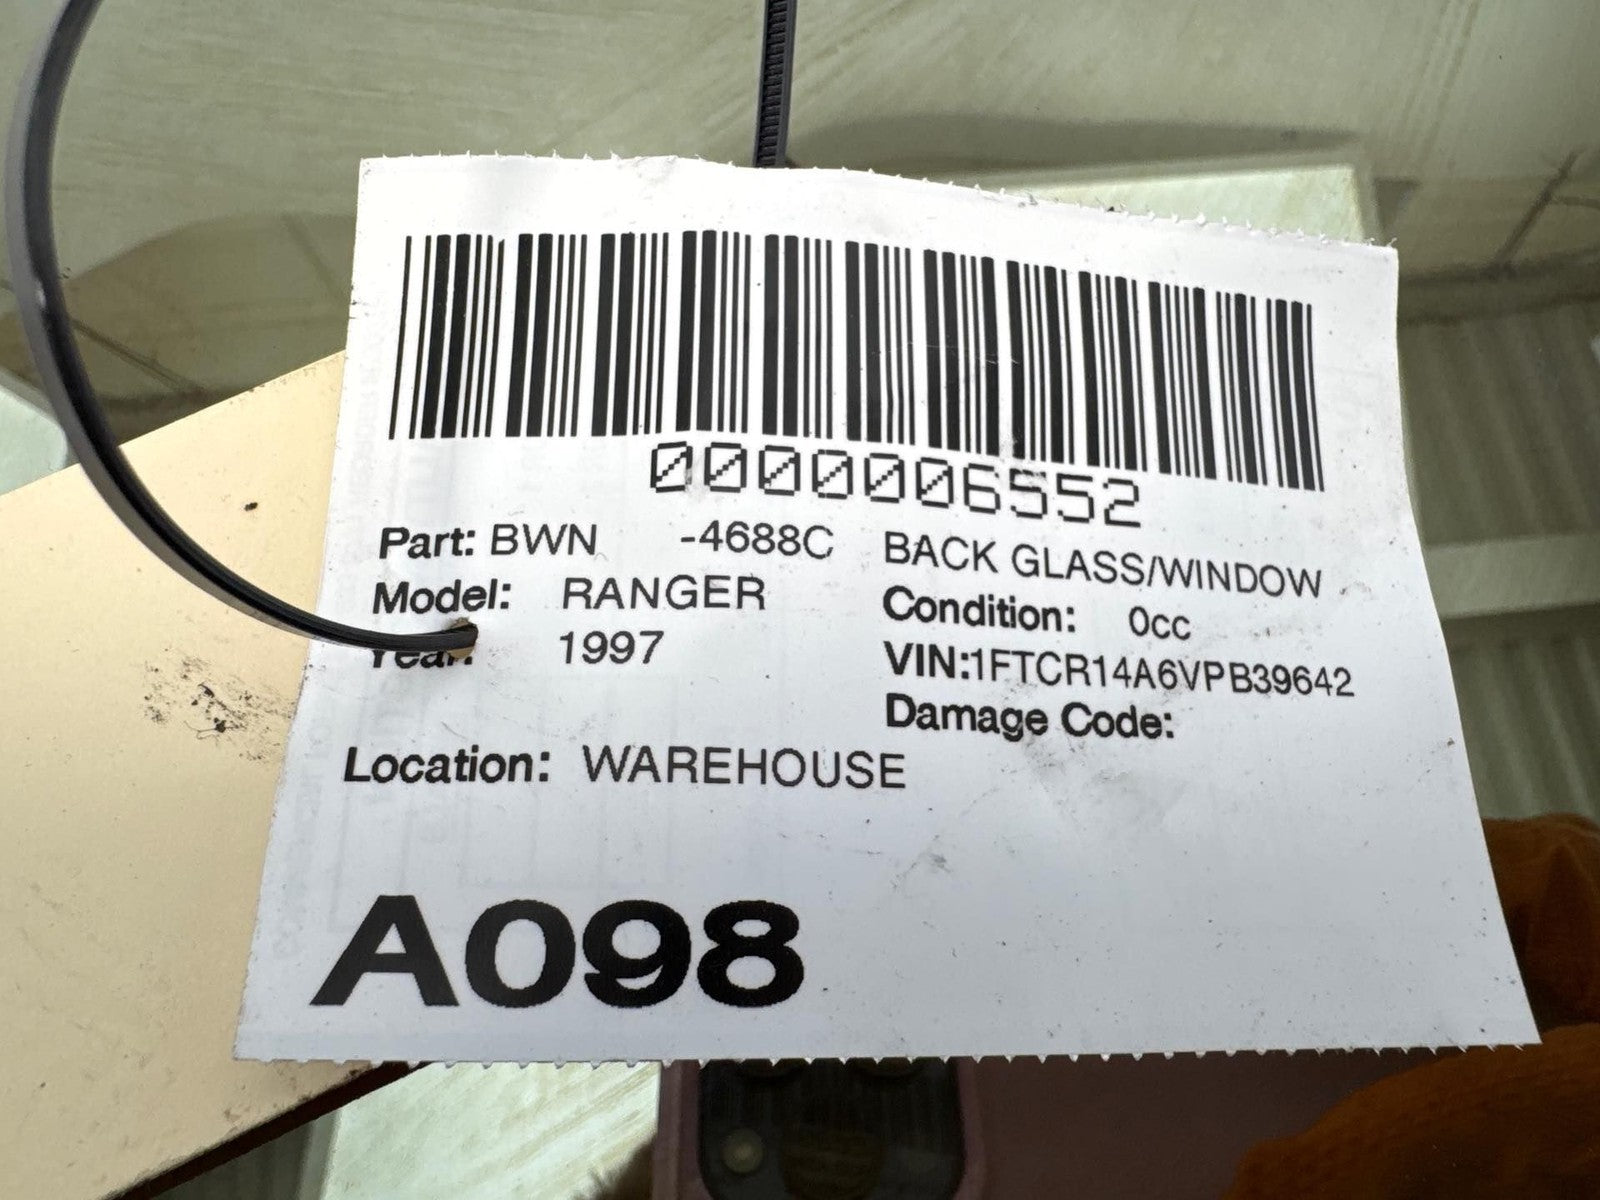 0000006552
Part: BWN -4688C BACK GLASS/WINDOW
Model: RANGER Condition: 0cc
Year: 1997 VIN:1FTCR14A6VPB39642
Damage Code:
Location: WAREHOUSE
A098